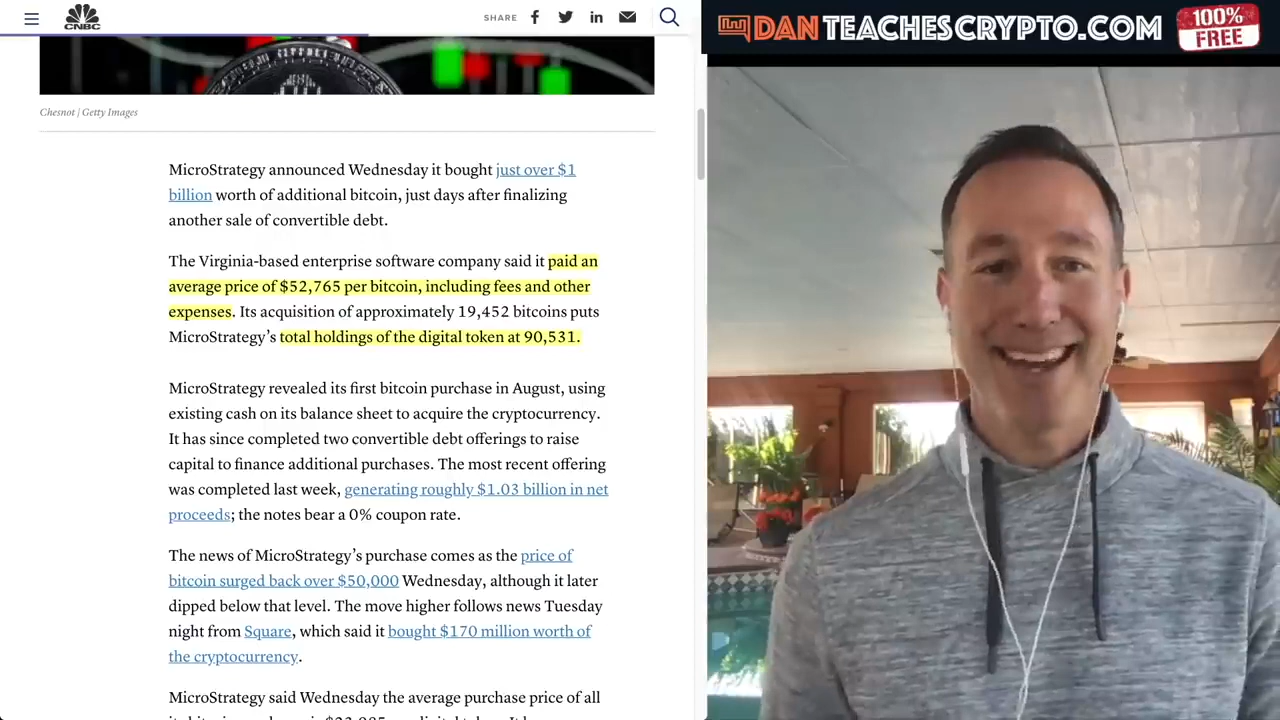 CNBC
SHARE
DANTEACHESCRYPTO.COM
100%
FREE
Chesnot | Getty Images
MicroStrategy announced Wednesday it bought just over $1
billion worth of additional bitcoin, just days after finalizing
another sale of convertible debt.
The Virginia-based enterprise software company said it paid an
average price of $52,765 per bitcoin, including fees and other
expenses. Its acquisition of approximately 19,452 bitcoins puts
MicroStrategy’s total holdings of the digital token at 90,531.
MicroStrategy revealed its first bitcoin purchase in August, using
existing cash on its balance sheet to acquire the cryptocurrency.
It has since completed two convertible debt offerings to raise
capital to finance additional purchases. The most recent offering
was completed last week, generating roughly $1.03 billion in net
proceeds; the notes bear a 0% coupon rate.
The news of MicroStrategy’s purchase comes as the price of
bitcoin surged back over $50,000 Wednesday, although it later
dipped below that level. The move higher follows news Tuesday
night from Square, which said it bought $170 million worth of
the cryptocurrency.
MicroStrategy said Wednesday the average purchase price of all